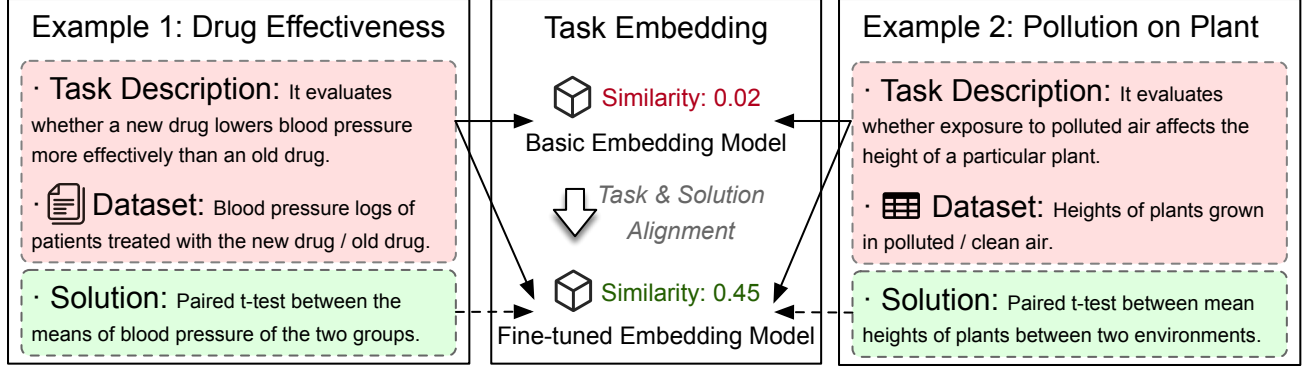 Example 1: Drug Effectiveness
· Task Description: It evaluates
whether a new drug lowers blood pressure
more effectively than an old drug.
· Dataset: Blood pressure logs of
patients treated with the new drug / old drug.
· Solution: Paired t-test between the
means of blood pressure of the two groups.
Task Embedding
Similarity: 0.02
Basic Embedding Model
Task & Solution
Alignment
Similarity: 0.45
Fine-tuned Embedding Model
Example 2: Pollution on Plant
· Task Description: It evaluates
whether exposure to polluted air affects the
height of a particular plant.
· Dataset: Heights of plants grown
in polluted / clean air.
· Solution: Paired t-test between mean
heights of plants between two environments.